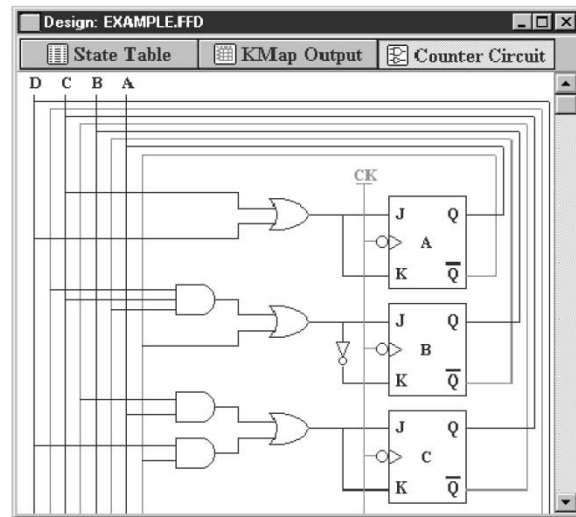 Design: EXAMPLE.FFD
State Table KMap Output Counter Circuit
D C B A
CK
J Q
A
K Q
J Q
B
K Q
J Q
C
K Q